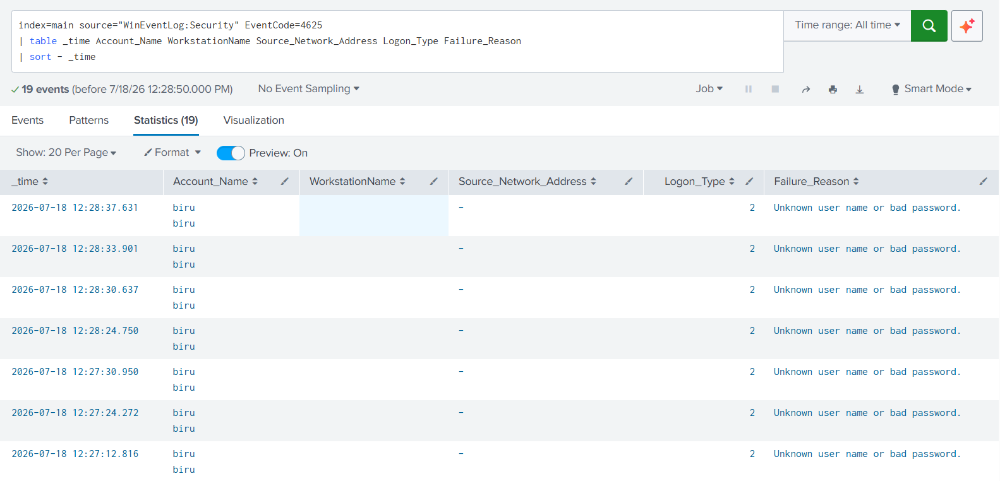 index=main source="WinEventLog:Security" EventCode=4625
| table _time Account_Name WorkstationName Source_Network_Address Logon_Type Failure_Reason
| sort - _time
Time range: All time
19 events (before 7/18/26 12:28:50.000 PM)
No Event Sampling
Job
Smart Mode
Events
Patterns
Statistics (19)
Visualization
Show: 20 Per Page
Format
Preview: On
_time Account_Name WorkstationName Source_Network_Address Logon_Type Failure_Reason
2026-07-18 12:28:37.631 biru - 2 Unknown user name or bad password.
biru
2026-07-18 12:28:33.901 biru - 2 Unknown user name or bad password.
biru
2026-07-18 12:28:30.637 biru - 2 Unknown user name or bad password.
biru
2026-07-18 12:28:24.750 biru - 2 Unknown user name or bad password.
biru
2026-07-18 12:27:30.950 biru - 2 Unknown user name or bad password.
biru
2026-07-18 12:27:24.272 biru - 2 Unknown user name or bad password.
biru
2026-07-18 12:27:12.816 biru - 2 Unknown user name or bad password.
biru